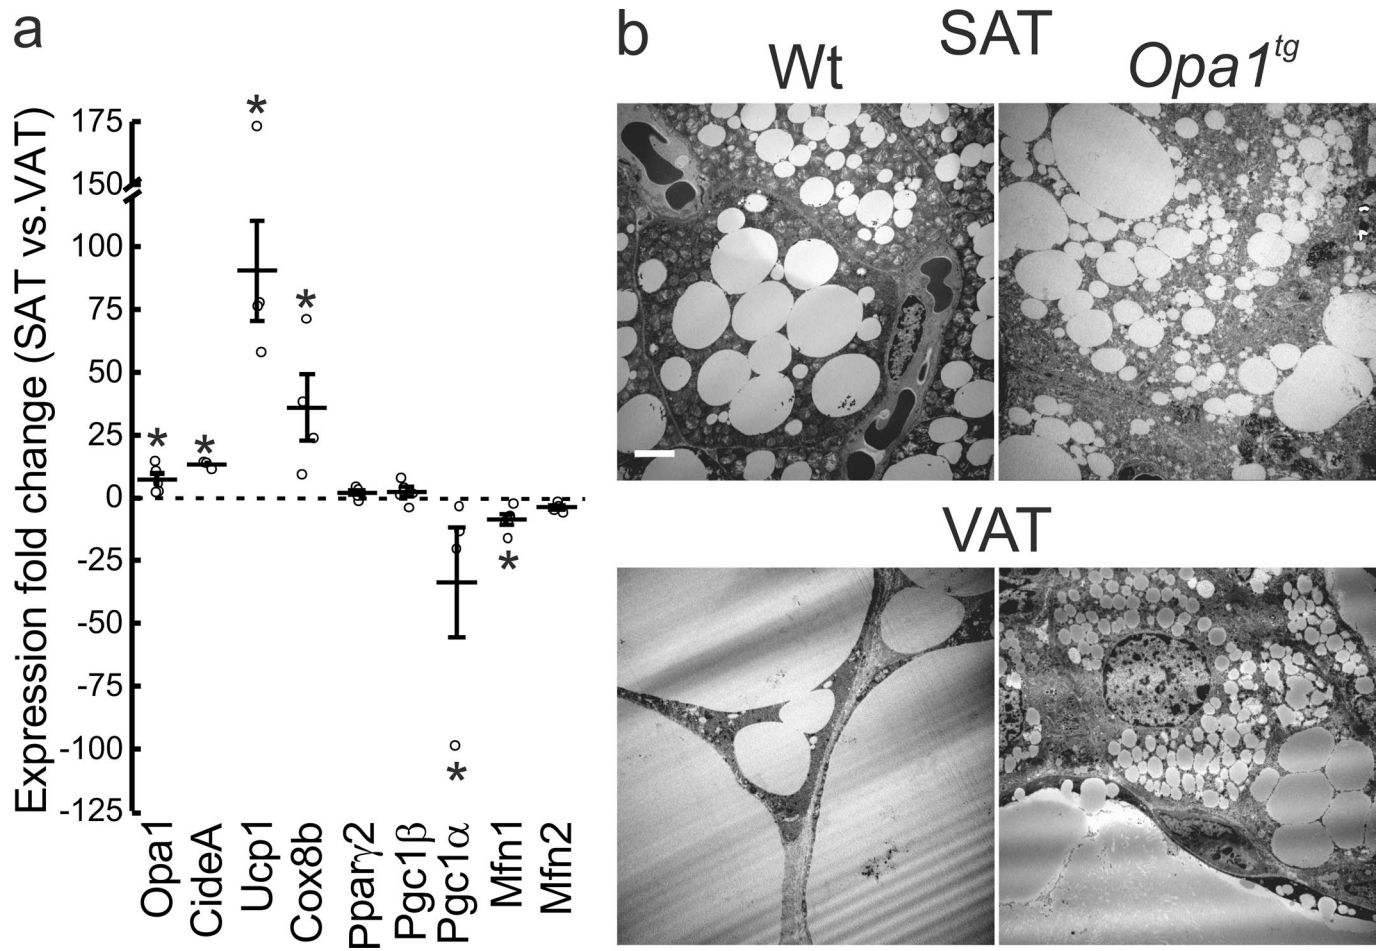 a
Expression fold change (SAT vs.VAT)
175
150
100
75
50
25
0
-25
-50
-75
-100
-125
*
*
*
*
*
*
Opa1
CideA
Ucp1
Cox8b
Pparγ2
Pgc1β
Pgc1α
Mfn1
Mfn2
b
SAT
Wt
Opa1tg
VAT